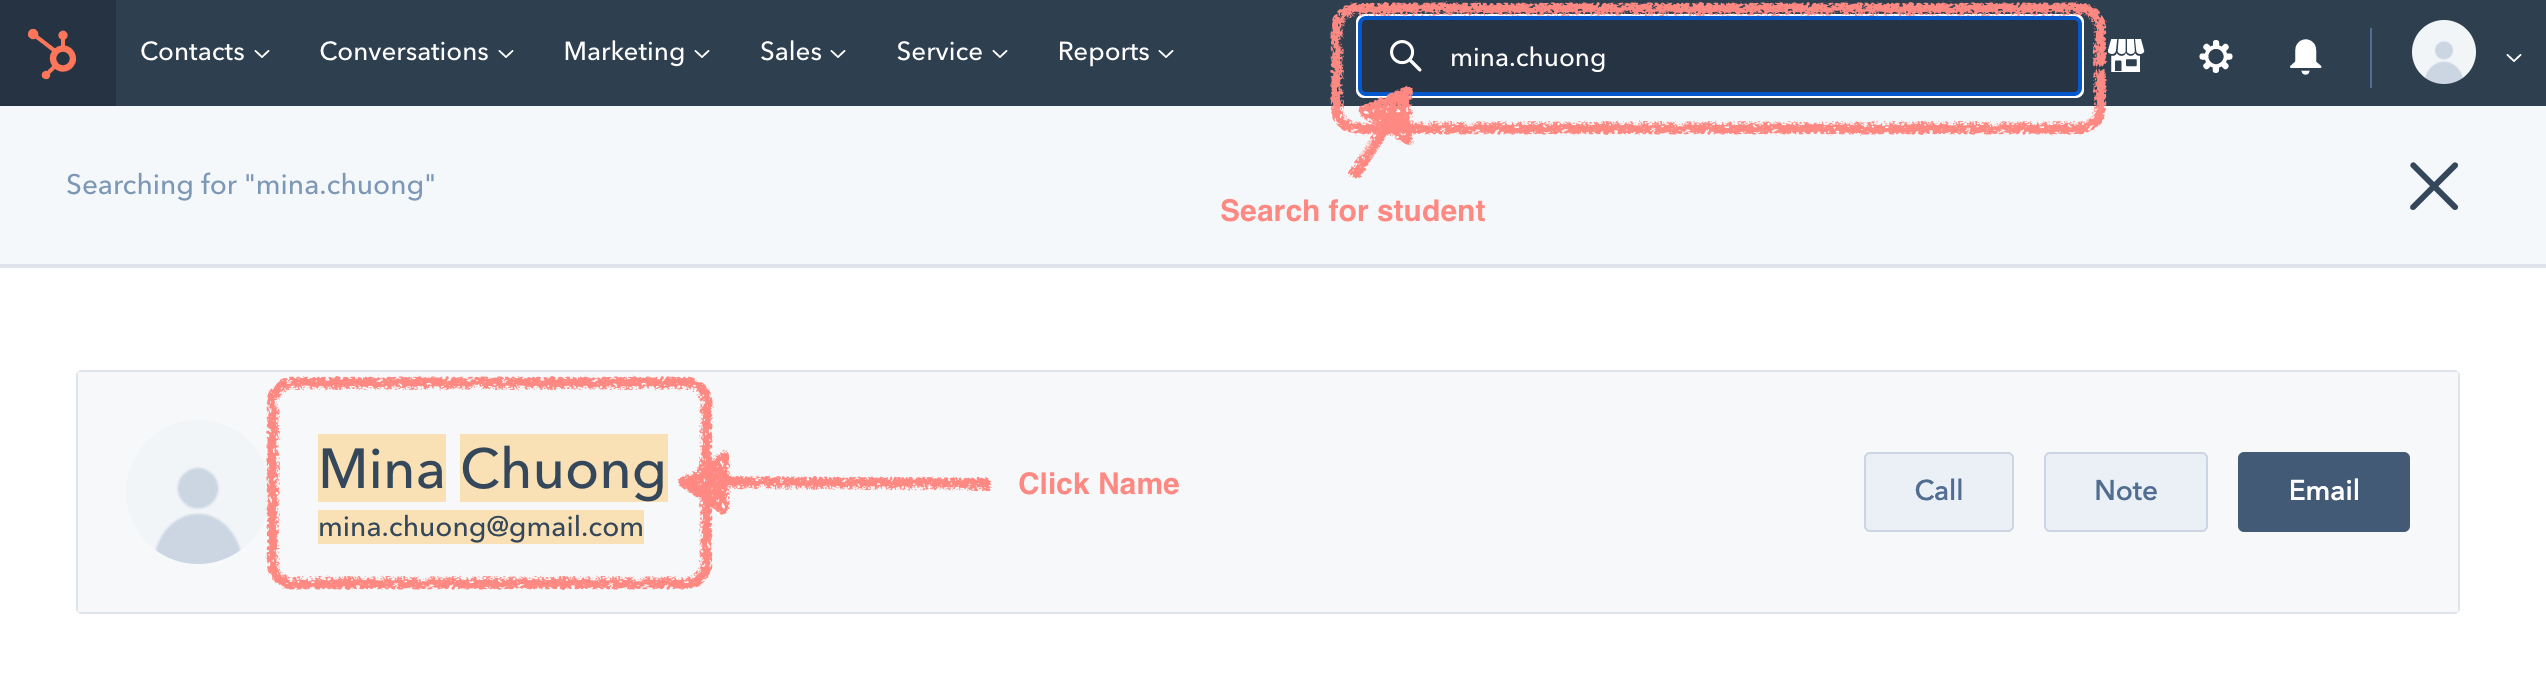 Contacts Conversations Marketing Sales Service Reports mina.chuong
Searching for "mina.chuong"
Search for student
Mina Chuong
mina.chuong@gmail.com
Click Name
Call Note Email